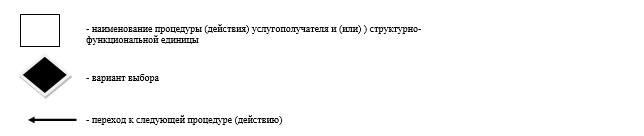 - наименование процедуры (действия) услугополучателя и (или) ) структурно-
функциональной единицы
- вариант выбора
- переход к следующей процедуре (действию)